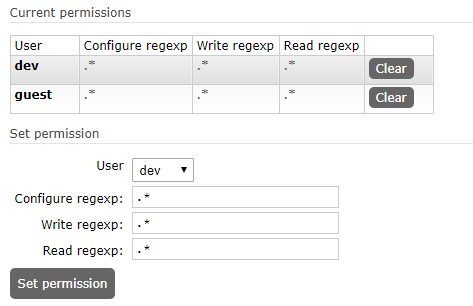 Current permissions
User Configure regexp Write regexp Read regexp
dev .* .* .* Clear
guest .* .* .* Clear
Set permission
User dev
Configure regexp: .*
Write regexp: .*
Read regexp: .*
Set permission